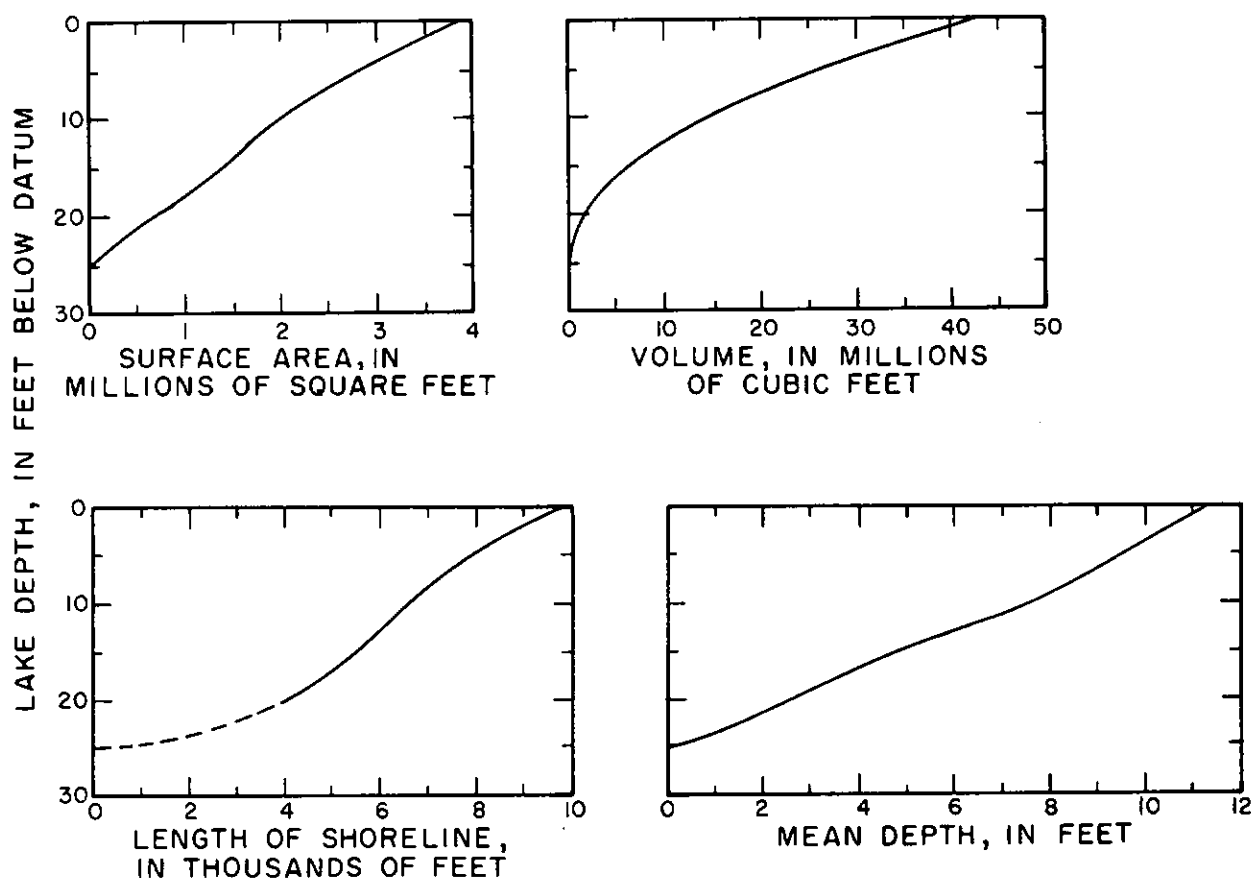 LAKE DEPTH, IN FEET BELOW DATUM
0
10
20
30
0 1 2 3 4
SURFACE AREA, IN
MILLIONS OF SQUARE FEET
0 10 20 30 40 50
VOLUME, IN MILLIONS
OF CUBIC FEET
0
10
20
30
0 2 4 6 8 10
LENGTH OF SHORELINE,
IN THOUSANDS OF FEET
0 2 4 6 8 10 12
MEAN DEPTH, IN FEET